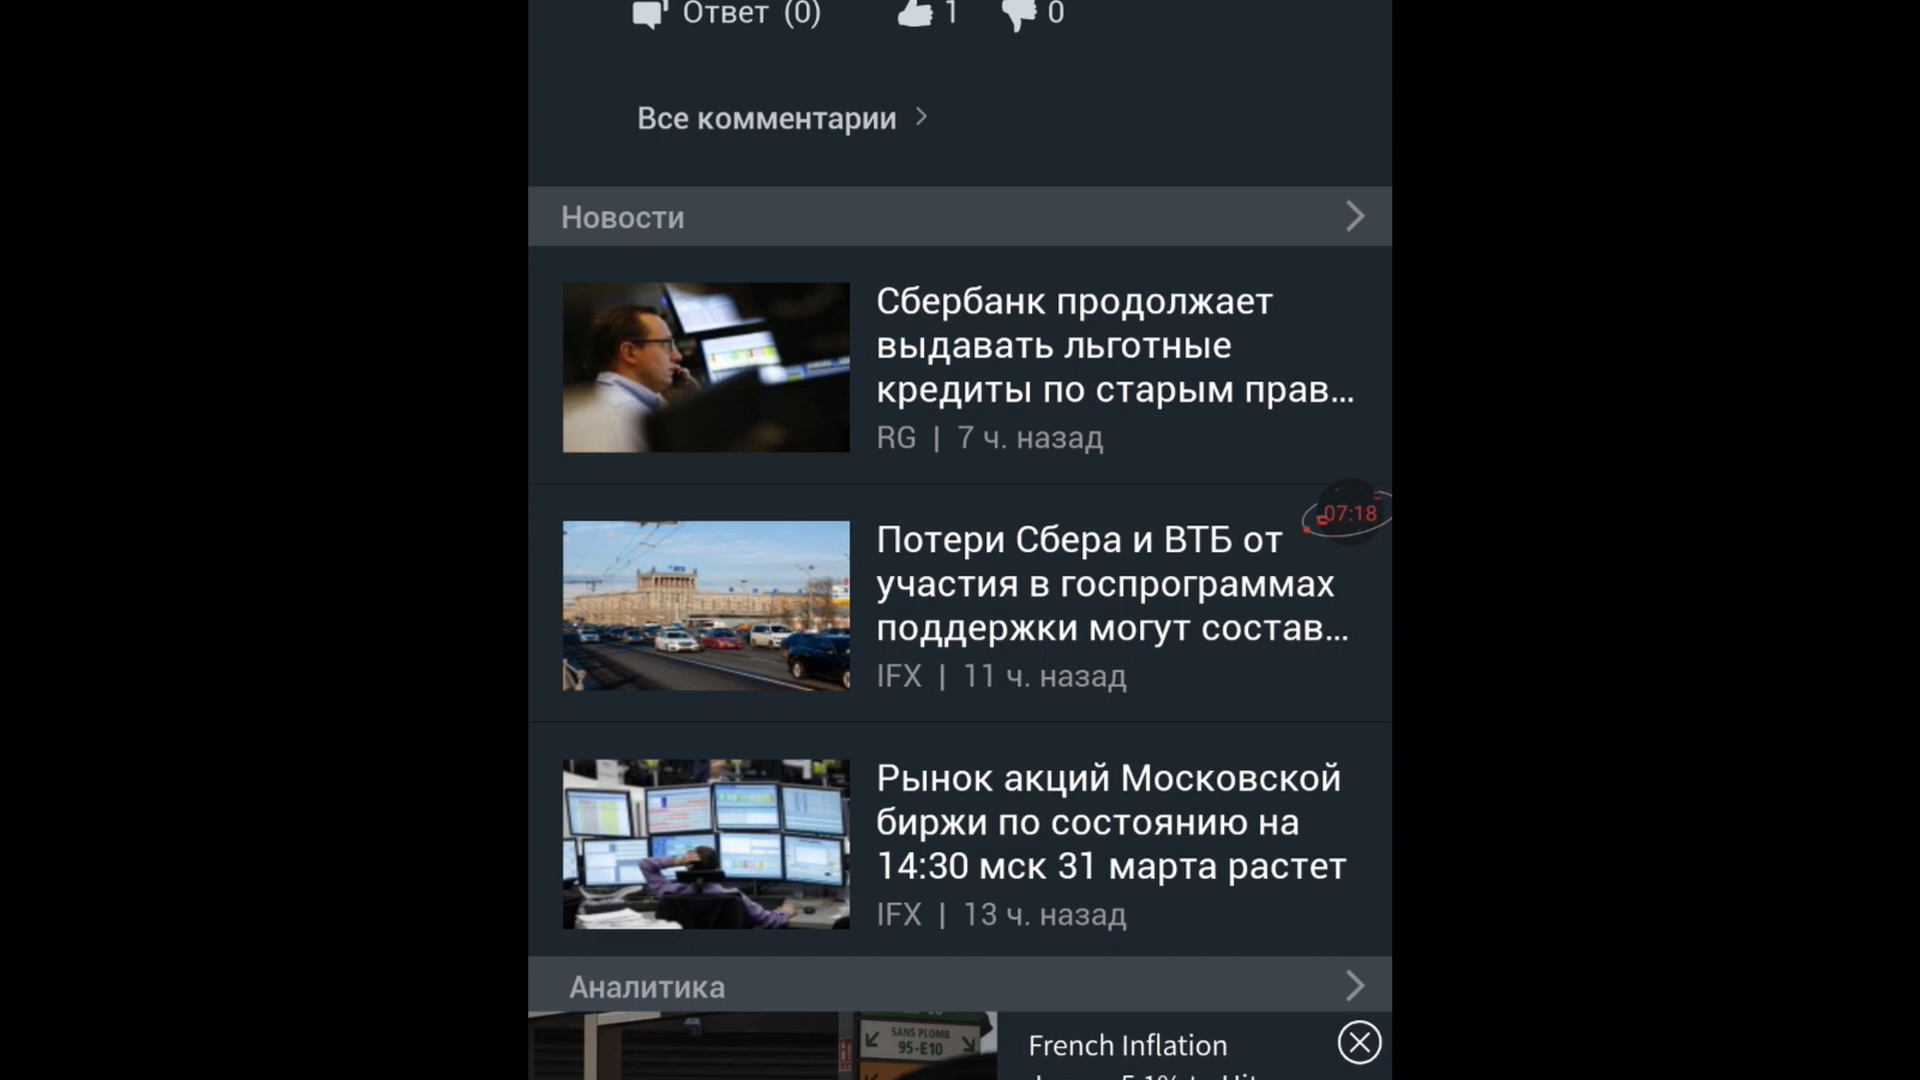 Ответ (0) 1 0
Все комментарии
Новости
Сбербанк продолжает
выдавать льготные
кредиты по старым прав...
RG | 7 ч. назад
07:18
Потери Сбера и ВТБ от
участия в госпрограммах
поддержки могут состав...
IFX | 11 ч. назад
Рынок акций Московской
биржи по состоянию на
14:30 мск 31 марта растет
IFX | 13 ч. назад
Аналитика
SANS PLOMB
95-E10
French Inflation